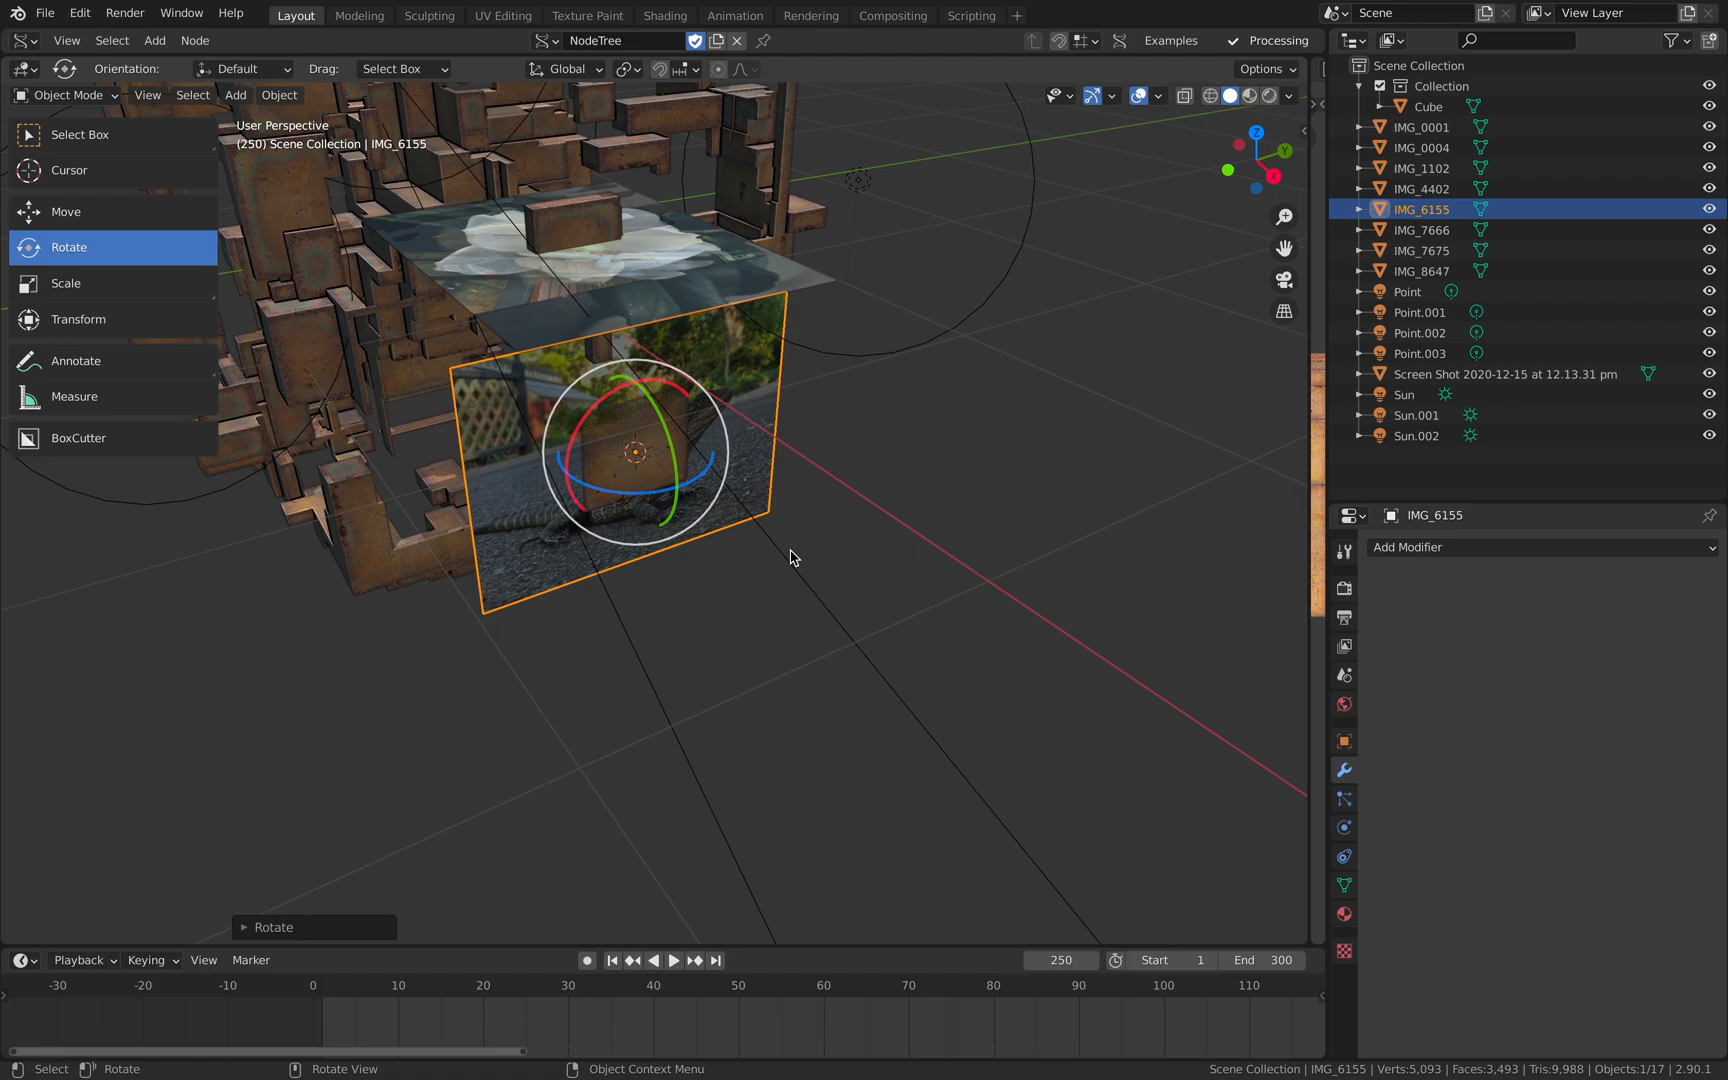 File Edit Render Window Help Layout Modeling Sculpting UV Editing Texture Paint Shading Animation Rendering Compositing Scripting + Scene View Layer
View Select Add Node NodeTree Examples Processing
Orientation: Default Drag: Select Box Global Options
Object Mode View Select Add Object
User Perspective
(250) Scene Collection | IMG_6155
Select Box
Cursor
Move
Rotate
Scale
Transform
Annotate
Measure
BoxCutter
Z
Y
X
Scene Collection
Collection
Cube
IMG_0001
IMG_0004
IMG_1102
IMG_4402
IMG_6155
IMG_7666
IMG_7675
IMG_8647
Point
Point.001
Point.002
Point.003
Screen Shot 2020-12-15 at 12.13.31 pm
Sun
Sun.001
Sun.002
IMG_6155
Add Modifier
Rotate
Playback Keying View Marker 250 Start 1 End 300
-30 -20 -10 0 10 20 30 40 50 60 70 80 90 100 110
Select Rotate Rotate View Object Context Menu Scene Collection | IMG_6155 | Verts:5,093 | Faces:3,493 | Tris:9,988 | Objects:1/17 | 2.90.1